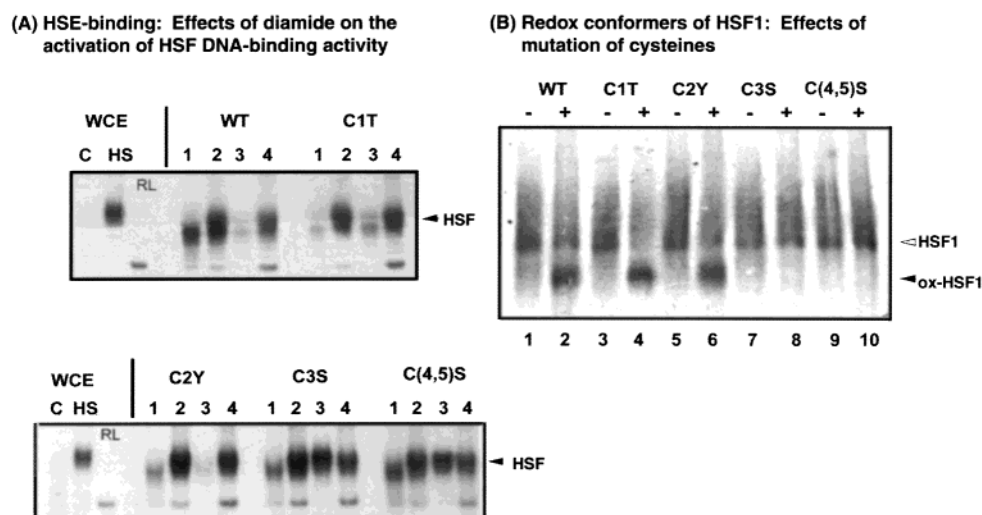 (A) HSE-binding: Effects of diamide on the
activation of HSF DNA-binding activity
WCE WT C1T
C HS 1 2 3 4 1 2 3 4
RL
HSF
WCE C2Y C3S C(4,5)S
C HS 1 2 3 4 1 2 3 4 1 2 3 4
RL
HSF
(B) Redox conformers of HSF1: Effects of
mutation of cysteines
WT C1T C2Y C3S C(4,5)S
- + - + - + - + - +
HSF1
ox-HSF1
1 2 3 4 5 6 7 8 9 10